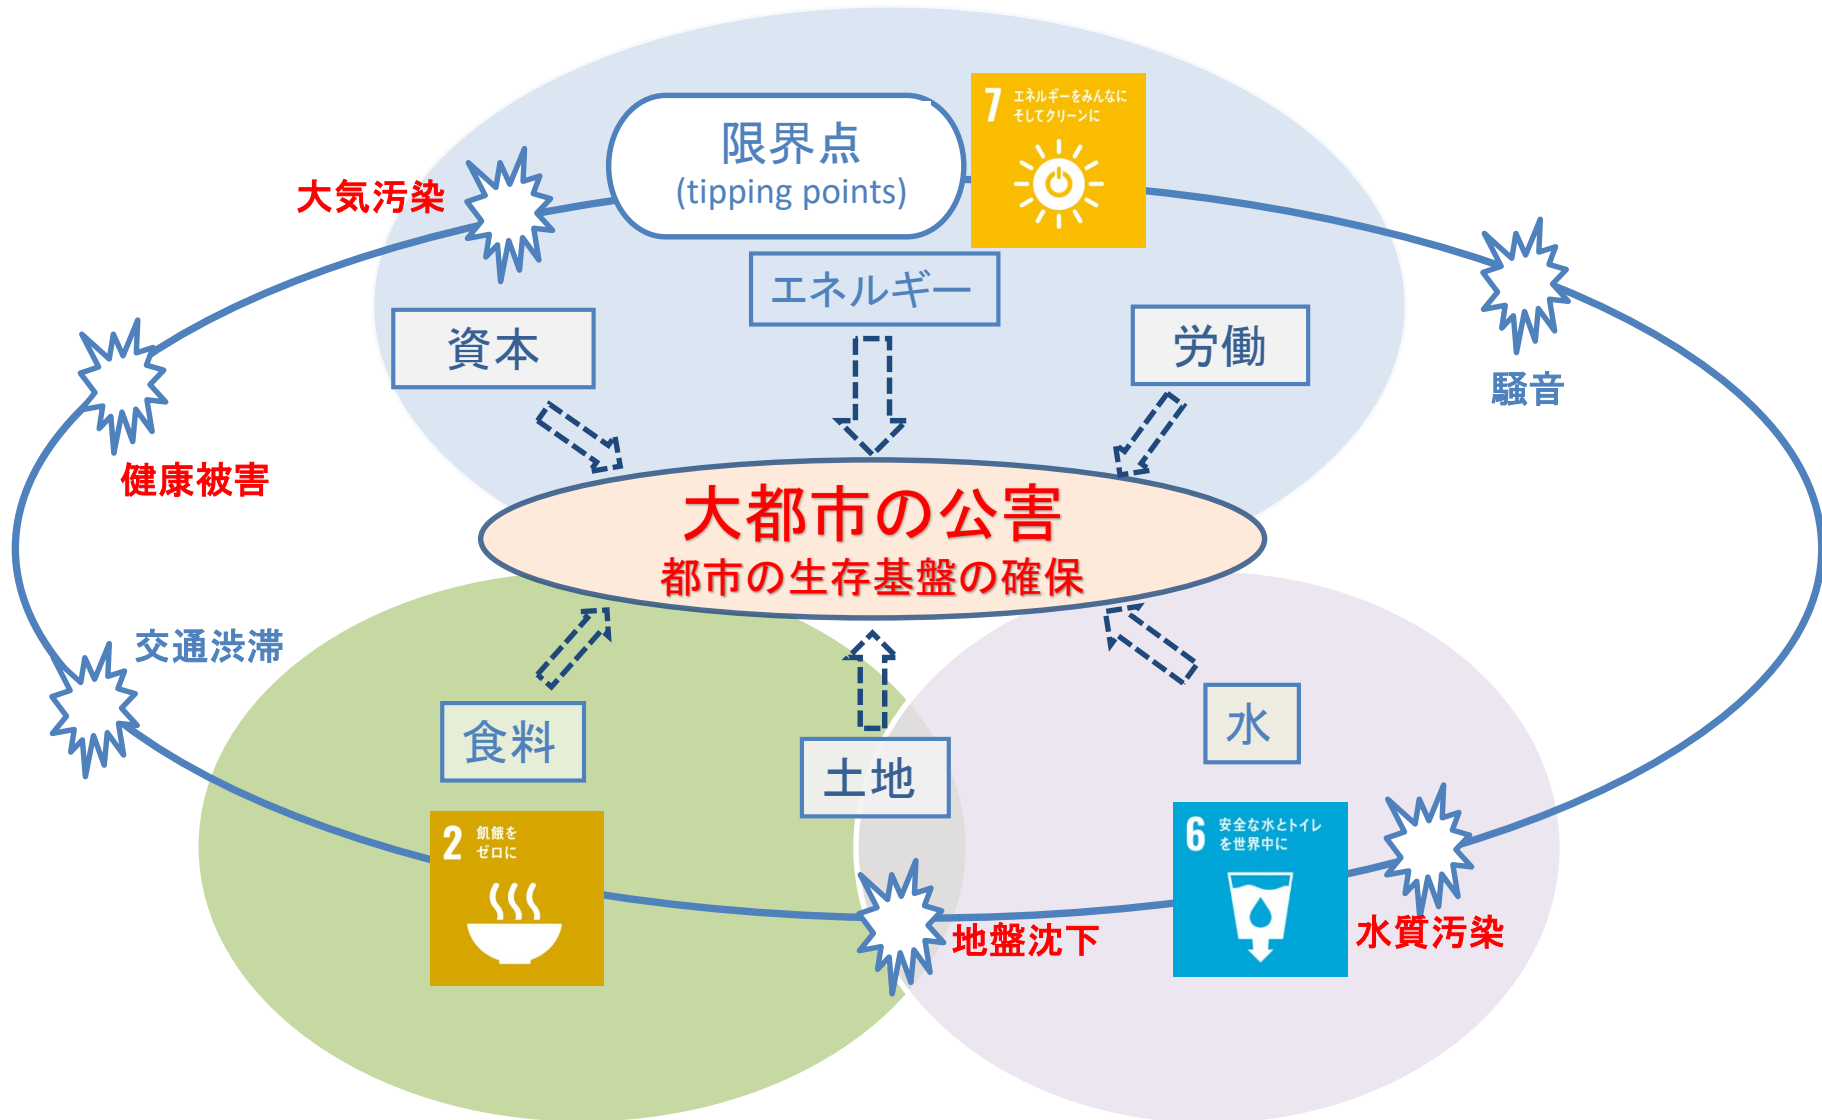 限界点
(tipping points)
7 エネルギーをみんなに
そしてクリーンに
大気汚染
エネルギー
資本
労働
騒音
健康被害
大都市の公害
都市の生存基盤の確保
交通渋滞
食料
土地
水
2 飢餓を
ゼロに
6 安全な水とトイレ
を世界中に
地盤沈下
水質汚染